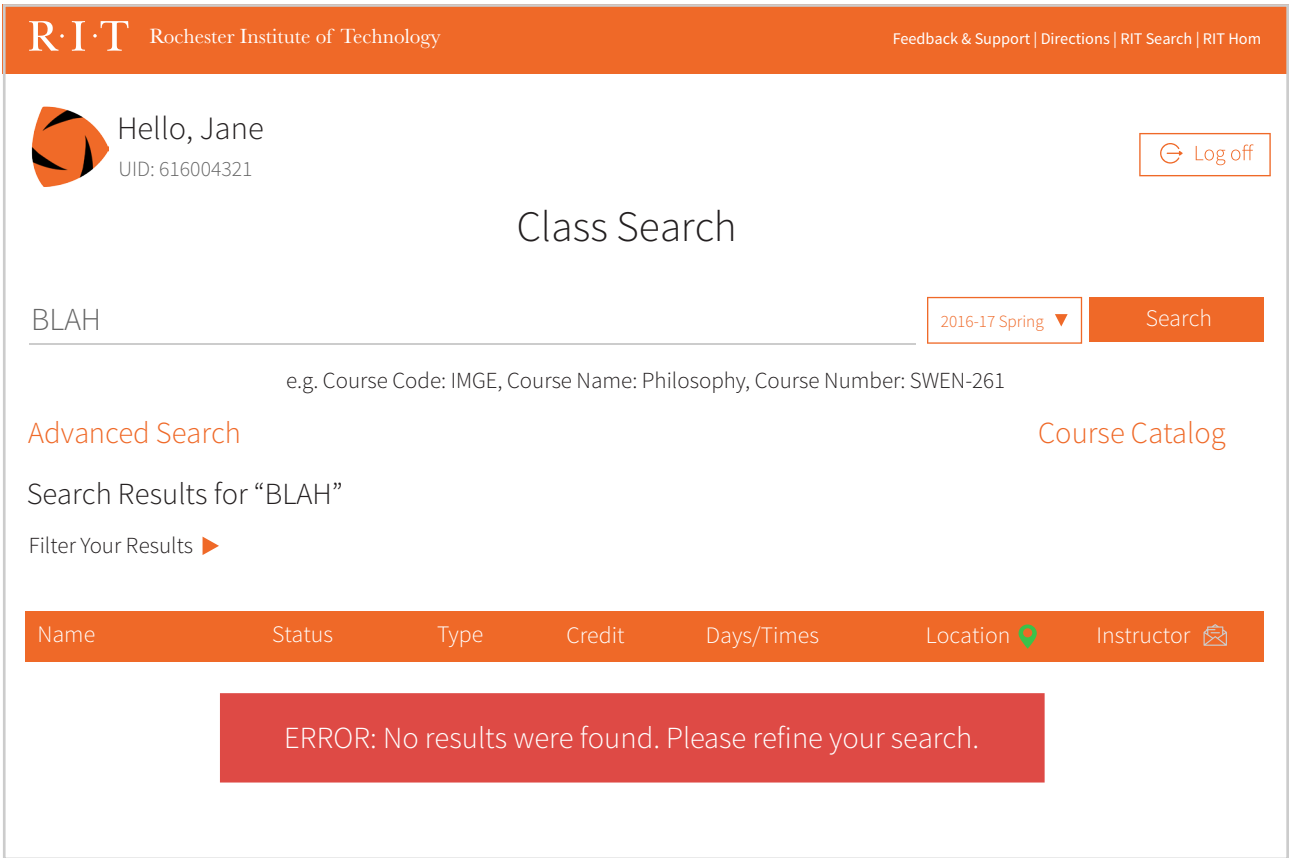 R·I·T Rochester Institute of Technology Feedback & Support | Directions | RIT Search | RIT Hom
Hello, Jane
UID: 616004321
Log off
Class Search
BLAH 2016-17 Spring ▼ Search
e.g. Course Code: IMGE, Course Name: Philosophy, Course Number: SWEN-261
Advanced Search Course Catalog
Search Results for “BLAH”
Filter Your Results ▶
Name Status Type Credit Days/Times Location Instructor
ERROR: No results were found. Please refine your search.